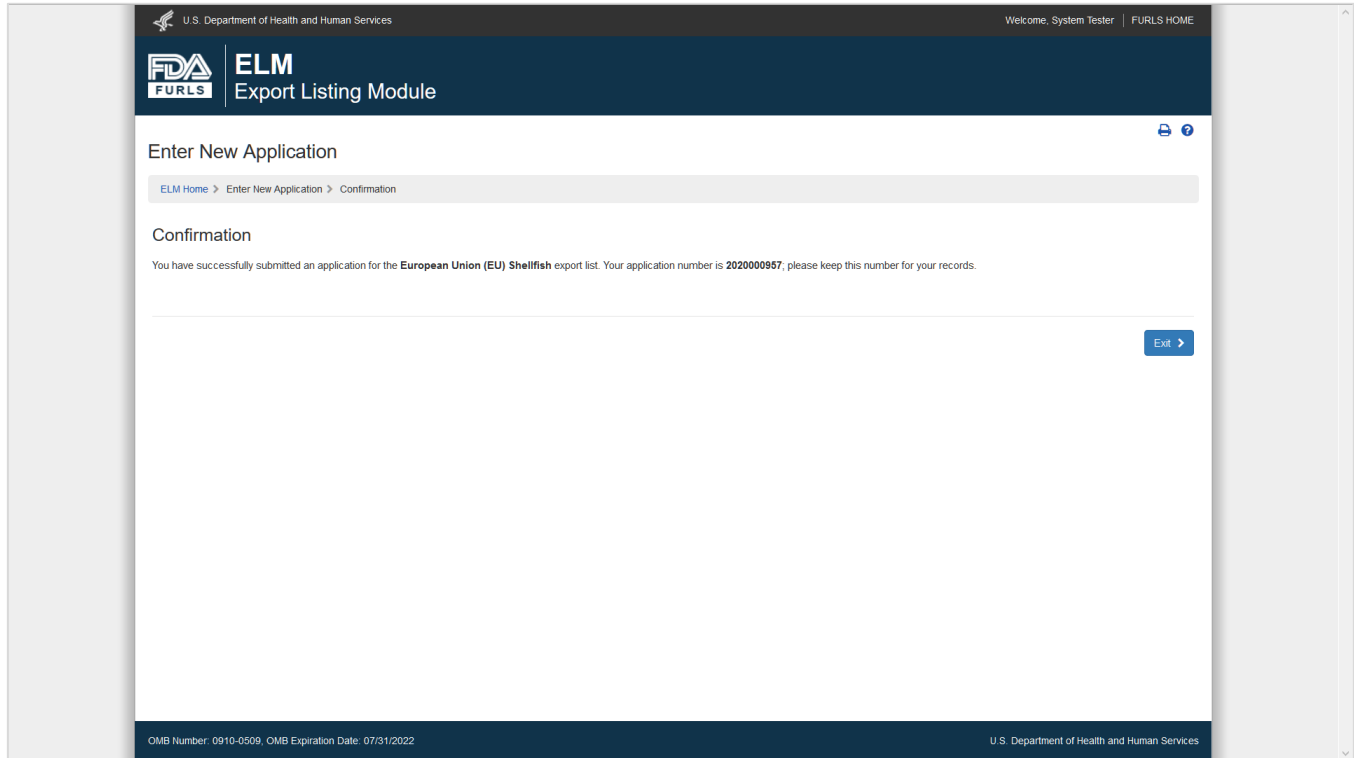 U.S. Department of Health and Human Services
Welcome, System Tester | FURLS HOME
FDA
FURLS
ELM
Export Listing Module
Enter New Application
ELM Home > Enter New Application > Confirmation
Confirmation
You have successfully submitted an application for the European Union (EU) Shellfish export list. Your application number is 2020000957; please keep this number for your records.
Exit >
OMB Number: 0910-0509, OMB Expiration Date: 07/31/2022
U.S. Department of Health and Human Services